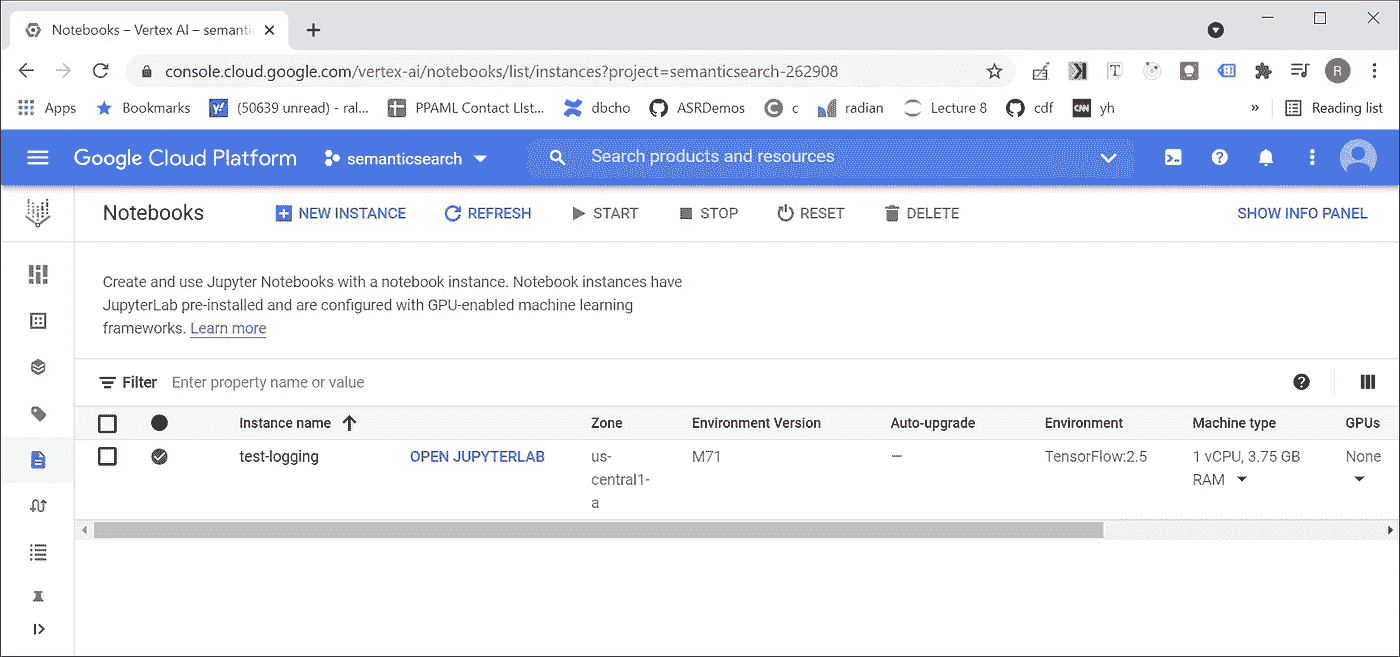 Notebooks – Vertex AI – semantic
console.cloud.google.com/vertex-ai/notebooks/list/instances?project=semanticsearch-262908
T
R
Apps Bookmarks (50639 unread) - ral... PPAML Contact LIst... dbcho ASRDemos c radian Lecture 8 cdf CNN yh » Reading list
Google Cloud Platform semanticsearch Search products and resources
Notebooks NEW INSTANCE REFRESH START STOP RESET DELETE SHOW INFO PANEL
Create and use Jupyter Notebooks with a notebook instance. Notebook instances have
JupyterLab pre-installed and are configured with GPU-enabled machine learning
frameworks. Learn more
Filter Enter property name or value
Instance name Zone Environment Version Auto-upgrade Environment Machine type GPUs
test-logging OPEN JUPYTERLAB us-central1-a M71 — TensorFlow:2.5 1 vCPU, 3.75 GB RAM None